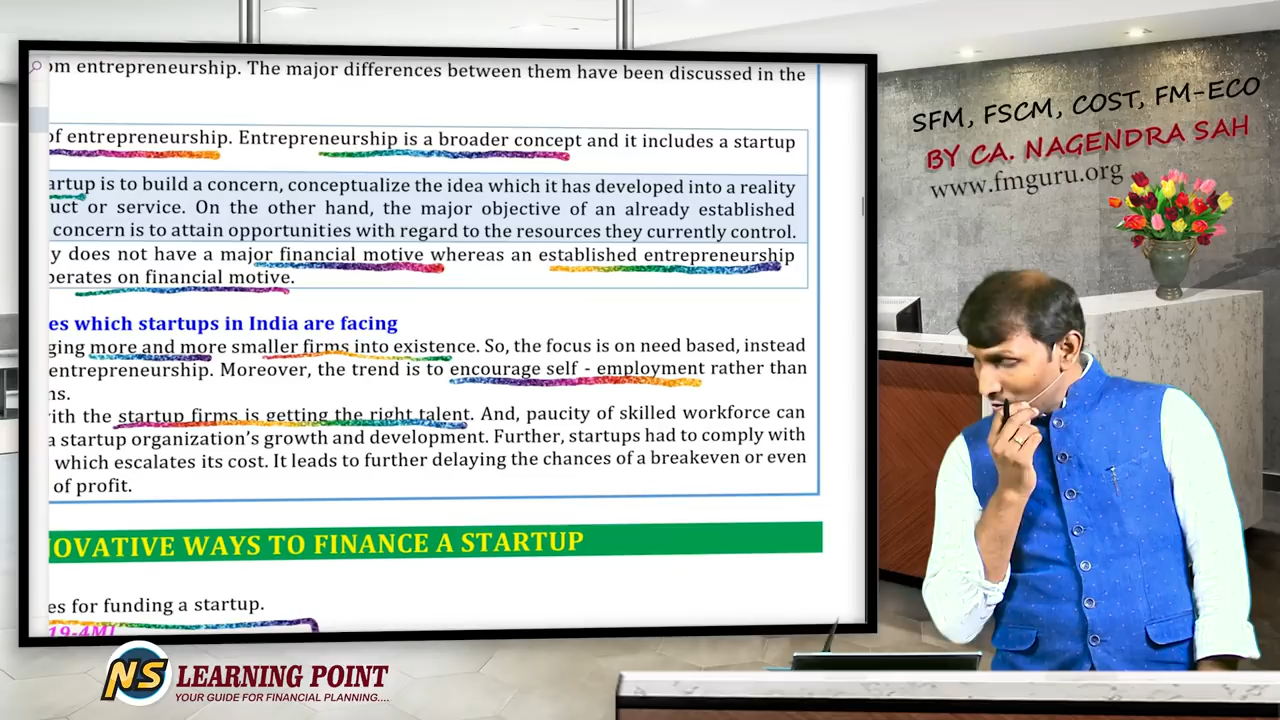 om entrepreneurship. The major differences between them have been discussed in the
of entrepreneurship. Entrepreneurship is a broader concept and it includes a startup
artup is to build a concern, conceptualize the idea which it has developed into a reality
uct or service. On the other hand, the major objective of an already established
concern is to attain opportunities with regard to the resources they currently control.
y does not have a major financial motive whereas an established entrepreneurship
perates on financial motive.
es which startups in India are facing
ging more and more smaller firms into existence. So, the focus is on need based, instead
entrepreneurship. Moreover, the trend is to encourage self - employment rather than
ns.
with the startup firms is getting the right talent. And, paucity of skilled workforce can
a startup organization's growth and development. Further, startups had to comply with
which escalates its cost. It leads to further delaying the chances of a breakeven or even
of profit.
OVATIVE WAYS TO FINANCE A STARTUP
es for funding a startup.
19-4M]
SFM, FSCM, COST, FM-ECO
BY CA. NAGENDRA SAH
www.fmguru.org
NS LEARNING POINT
YOUR GUIDE FOR FINANCIAL PLANNING....